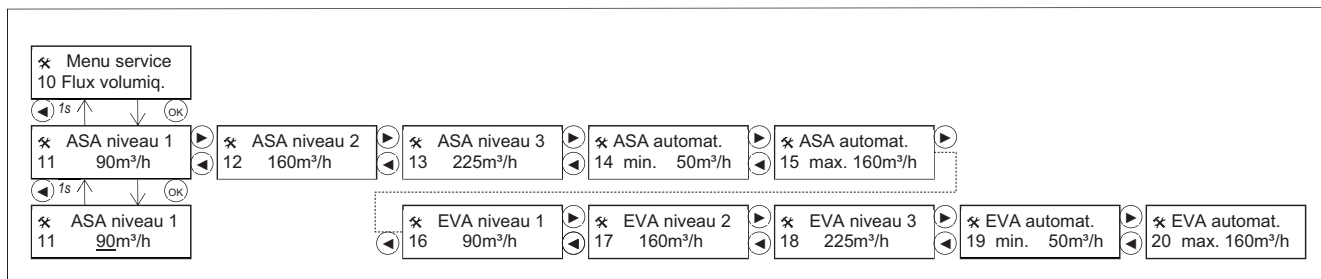 Menu service
10 Flux volumiq.
1s OK
ASA niveau 1
11 90m³/h
ASA niveau 2
12 160m³/h
ASA niveau 3
13 225m³/h
ASA automat.
14 min. 50m³/h
ASA automat.
15 max. 160m³/h
1s OK
ASA niveau 1
11 90m³/h
EVA niveau 1
16 90m³/h
EVA niveau 2
17 160m³/h
EVA niveau 3
18 225m³/h
EVA automat.
19 min. 50m³/h
EVA automat.
20 max. 160m³/h